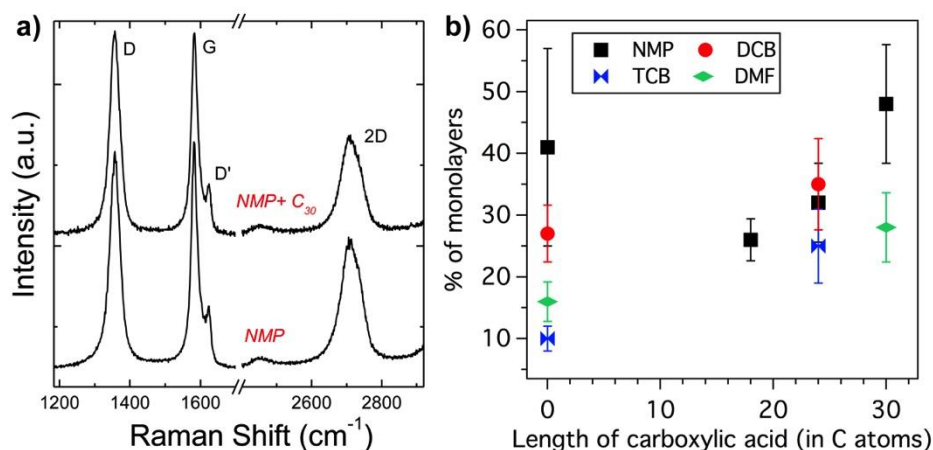 a)
Intensity (a.u.)
D
G
D'
2D
NMP+ C30
NMP
1200 1400 1600 2600 2800
Raman Shift (cm-1)
b)
% of monolayers
60
50
40
30
20
10
NMP DCB
TCB DMF
0 10 20 30
Length of carboxylic acid (in C atoms)